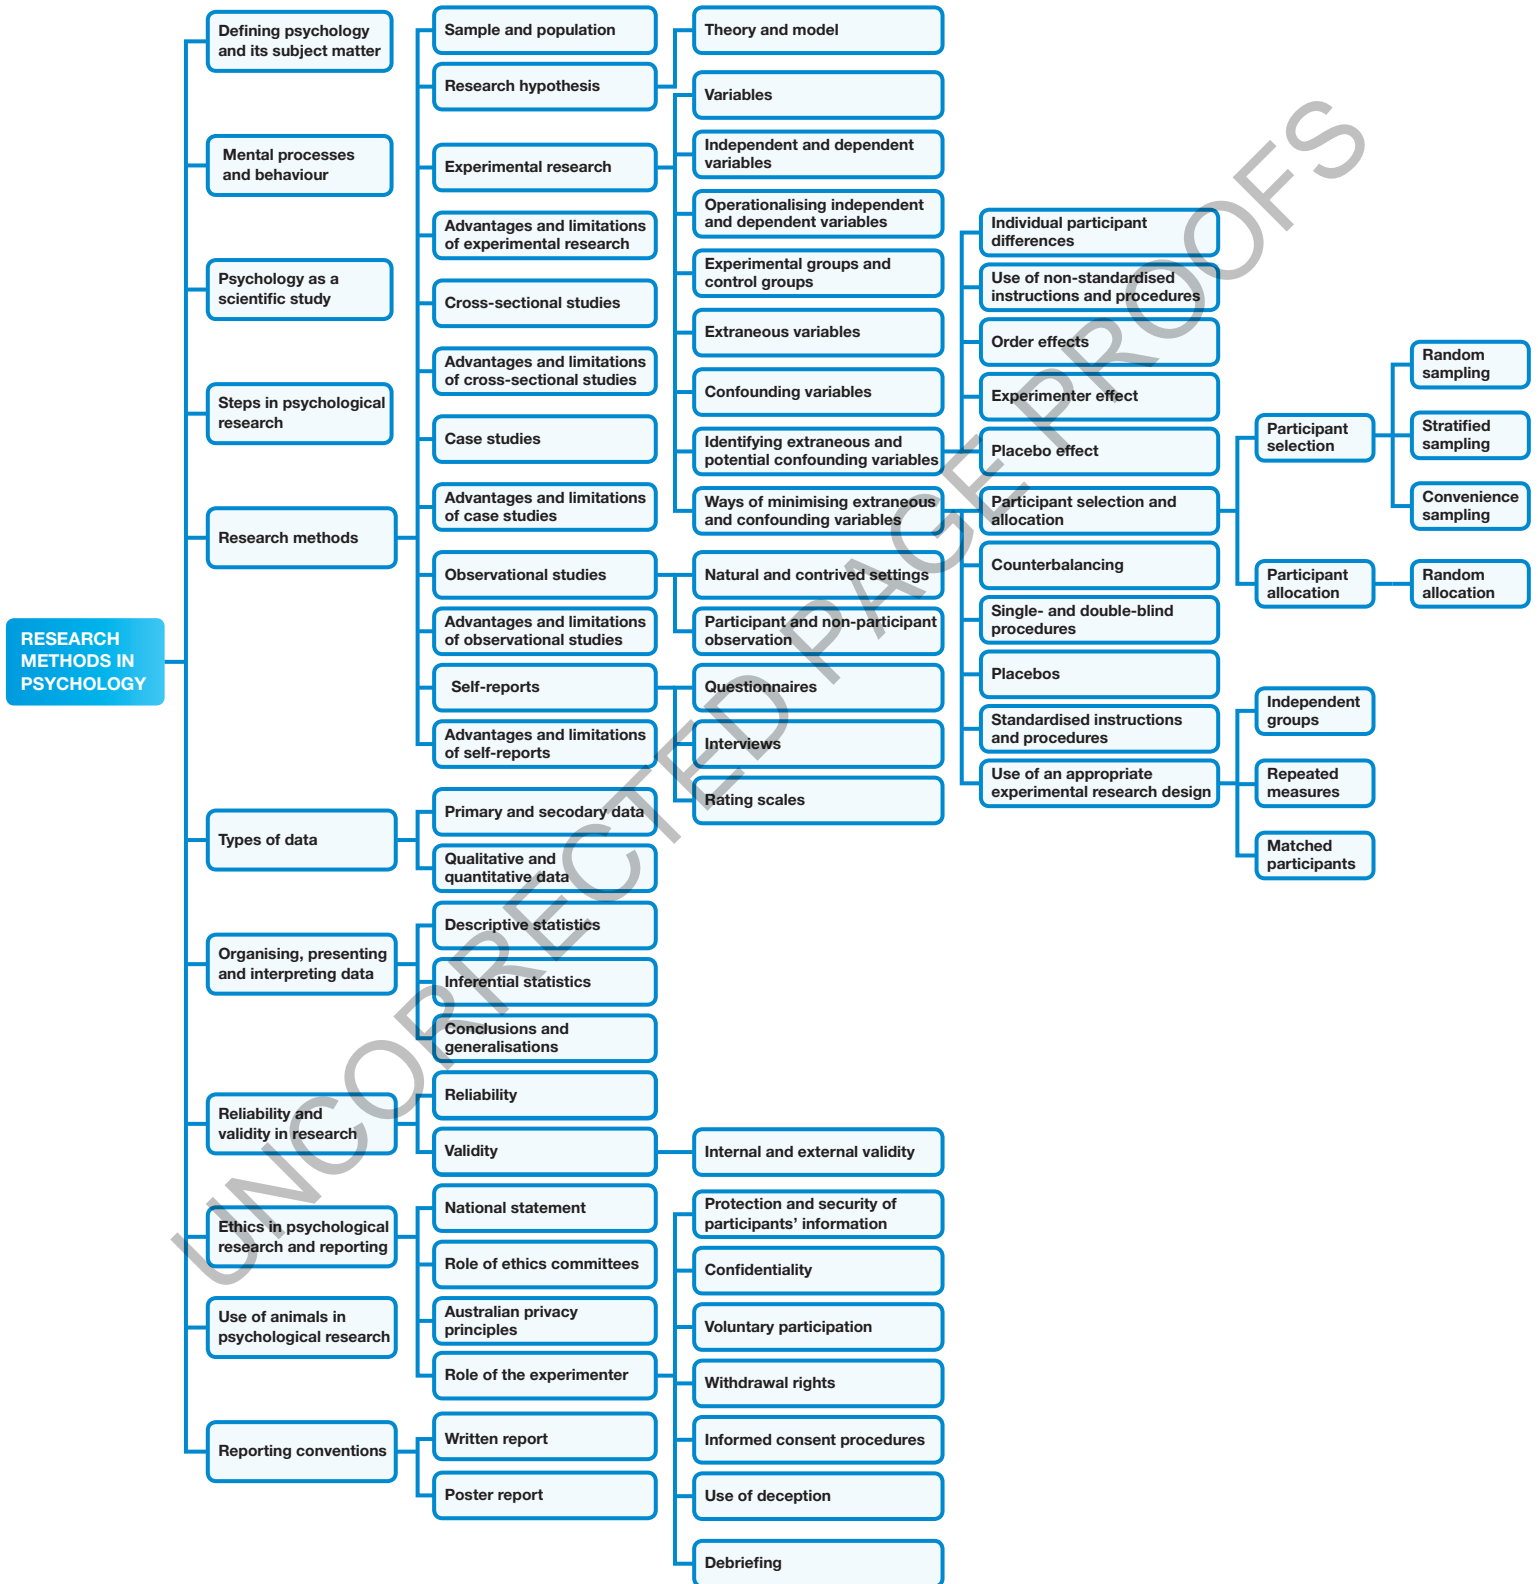 RESEARCH
METHODS IN
PSYCHOLOGY
Defining psychology
and its subject matter
Mental processes
and behaviour
Psychology as a
scientific study
Steps in psychological
research
Research methods
Types of data
Organising, presenting
and interpreting data
Reliability and
validity in research
Ethics in psychological
research and reporting
Use of animals in
psychological research
Reporting conventions
Sample and population
Research hypothesis
Experimental research
Advantages and limitations
of experimental research
Cross-sectional studies
Advantages and limitations
of cross-sectional studies
Case studies
Advantages and limitations
of case studies
Observational studies
Advantages and limitations
of observational studies
Self-reports
Advantages and limitations
of self-reports
Primary and secodary data
Qualitative and
quantitative data
Descriptive statistics
Inferential statistics
Conclusions and
generalisations
Reliability
Validity
National statement
Role of ethics committees
Australian privacy
principles
Role of the experimenter
Written report
Poster report
Theory and model
Variables
Independent and dependent
variables
Operationalising independent
and dependent variables
Experimental groups and
control groups
Extraneous variables
Confounding variables
Identifying extraneous and
potential confounding variables
Ways of minimising extraneous
and confounding variables
Natural and contrived settings
Participant and non-participant
observation
Questionnaires
Interviews
Rating scales
Internal and external validity
Protection and security of
participants’ information
Confidentiality
Voluntary participation
Withdrawal rights
Informed consent procedures
Use of deception
Debriefing
Individual participant
differences
Use of non-standardised
instructions and procedures
Order effects
Experimenter effect
Placebo effect
Participant selection and
allocation
Counterbalancing
Single- and double-blind
procedures
Placebos
Standardised instructions
and procedures
Use of an appropriate
experimental research design
Participant
selection
Participant
allocation
Independent
groups
Repeated
measures
Matched
participants
Random
sampling
Stratified
sampling
Convenience
sampling
Random
allocation
UNCORRECTED PAGE PROOFS